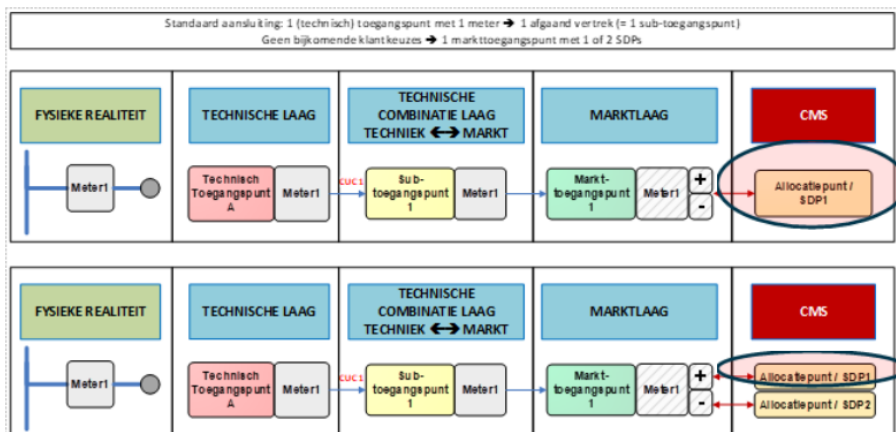 Standaard aansluiting: 1 (technisch) toegangspunt met 1 meter → 1 afgaand vertrek (= 1 sub-toegangspunt)
Geen bijkomende klantkeuzes → 1 markttoegangspunt met 1 of 2 SDPs
FYSIEKE REALITEIT
TECHNISCHE LAAG
TECHNISCHE
COMBINATIE LAAG
TECHNIEK ↔ MARKT
MARKTLAAG
CMS
Meter1
Technisch
Toegangspunt
A
Meter1
CUC1
Sub-
toegangspunt
1
Meter1
Markt-
toegangspunt
1
Meter1
+
-
Allocatiepunt /
SDP1
FYSIEKE REALITEIT
TECHNISCHE LAAG
TECHNISCHE
COMBINATIE LAAG
TECHNIEK ↔ MARKT
MARKTLAAG
CMS
Meter1
Technisch
Toegangspunt
A
Meter1
CUC1
Sub-
toegangspunt
1
Meter1
Markt-
toegangspunt
1
Meter1
+
-
Allocatiepunt / SDP1
Allocatiepunt / SDP2